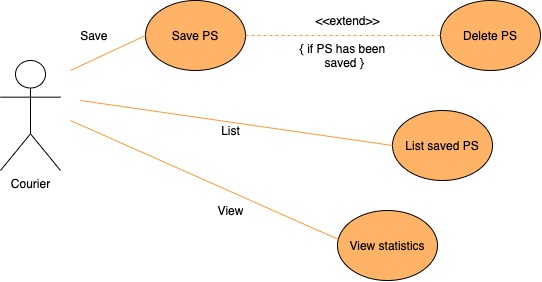 Save
Save PS
<<extend>>
{ if PS has been
saved }
Delete PS
Courier
List
List saved PS
View
View statistics